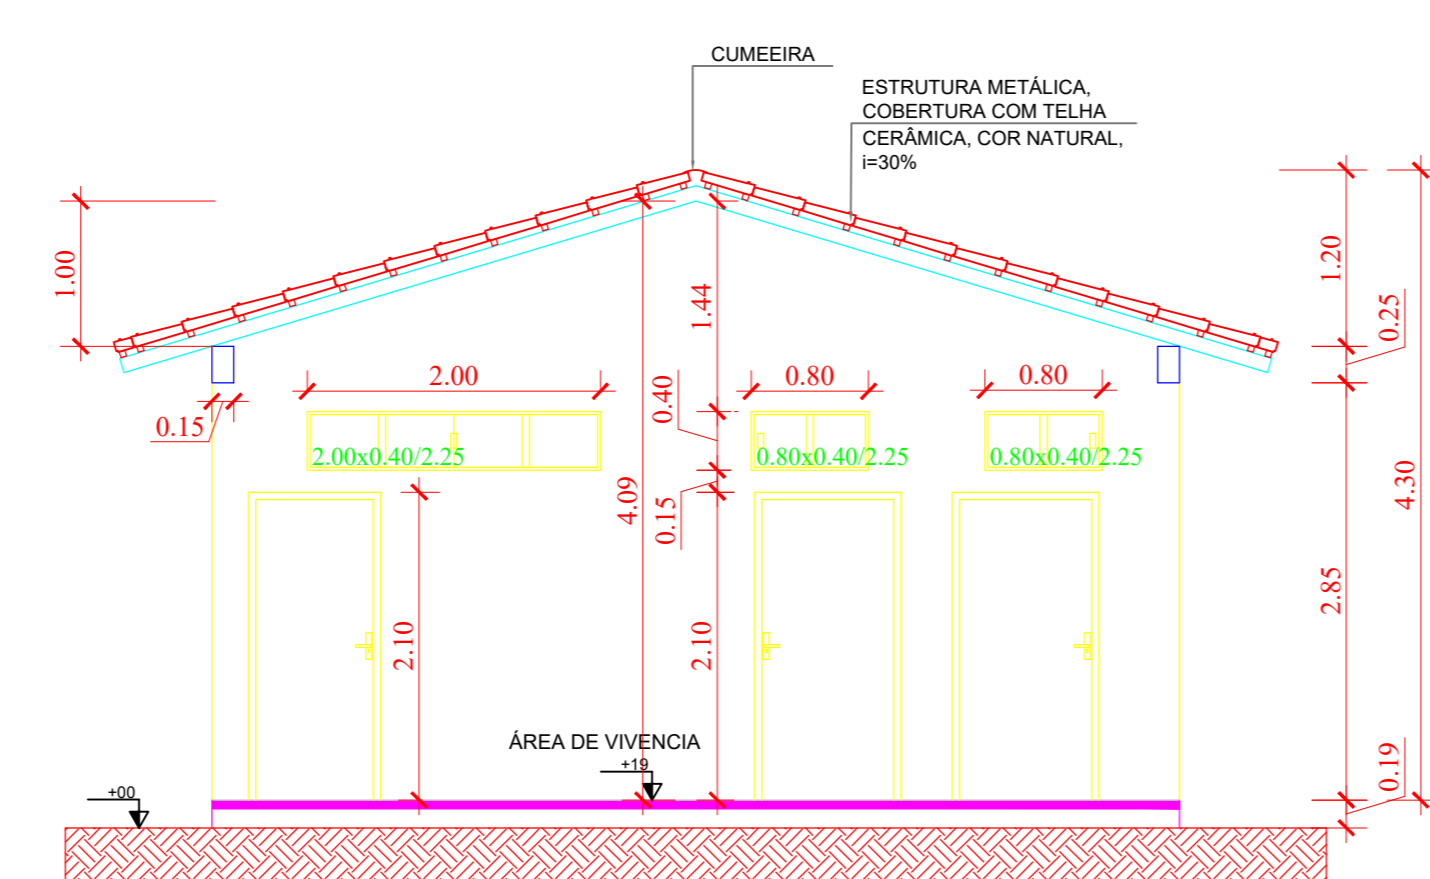 CUMEEIRA
ESTRUTURA METÁLICA,
COBERTURA COM TELHA
CERÂMICA, COR NATURAL,
i=30%
1.00
1.44
1.20
0.25
2.00
0.80
0.80
0.40
0.15
2.00x0.40/2.25
0.80x0.40/2.25
0.80x0.40/2.25
4.09
0.15
4.30
2.85
2.10
2.10
ÁREA DE VIVENCIA
+19
+00
0.19